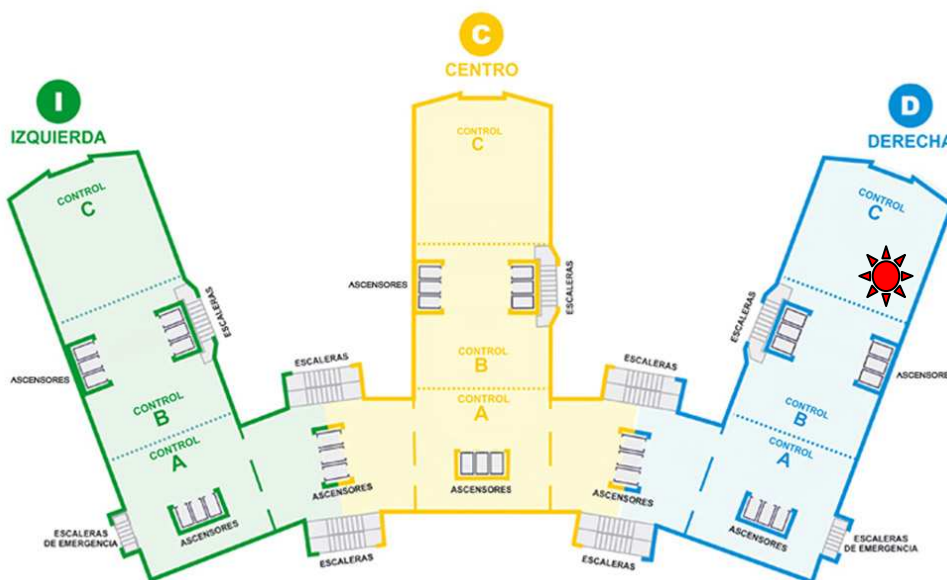 C
CENTRO
I
IZQUIERDA
D
DERECHA
CONTROL
C
CONTROL
C
CONTROL
C
ASCENSORES
ESCALERAS
ESCALERAS
ESCALERAS
ASCENSORES
ESCALERAS
CONTROL
B
ESCALERAS
ASCENSORES
CONTROL
B
CONTROL
B
CONTROL
A
CONTROL
A
CONTROL
A
ASCENSORES
ASCENSORES
ASCENSORES
ASCENSORES
ASCENSORES
ESCALERAS
DE EMERGENCIA
ESCALERAS
DE EMERGENCIA
ESCALERAS
ESCALERAS